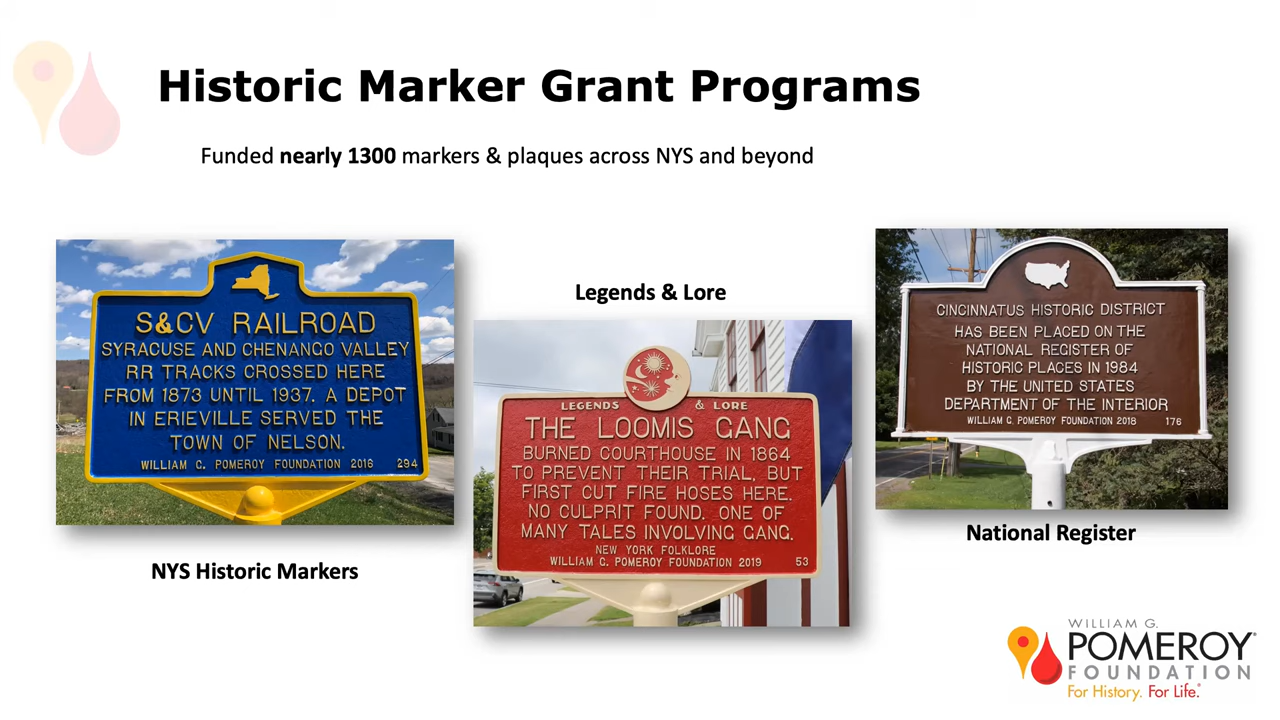 Historic Marker Grant Programs
Funded nearly 1300 markers & plaques across NYS and beyond
S&CV RAILROAD
SYRACUSE AND CHENANGO VALLEY
RR TRACKS CROSSED HERE
FROM 1873 UNTIL 1937. A DEPOT
IN ERIEVILLE SERVED THE
TOWN OF NELSON.
WILLIAM G. POMEROY FOUNDATION 2016 294
NYS Historic Markers
Legends & Lore
LEGENDS & LORE
THE LOOMIS GANG
BURNED COURTHOUSE IN 1864
TO PREVENT THEIR TRIAL, BUT
FIRST CUT FIRE HOSES HERE.
NO CULPRIT FOUND. ONE OF
MANY TALES INVOLVING GANG.
NEW YORK FOLKLORE
WILLIAM G. POMEROY FOUNDATION 2019 53
CINCINNATUS HISTORIC DISTRICT
HAS BEEN PLACED ON THE
NATIONAL REGISTER OF
HISTORIC PLACES IN 1984
BY THE UNITED STATES
DEPARTMENT OF THE INTERIOR
WILLIAM G. POMEROY FOUNDATION 2018 176
National Register
WILLIAM G.
POMEROY®
FOUNDATION
For History. For Life.®